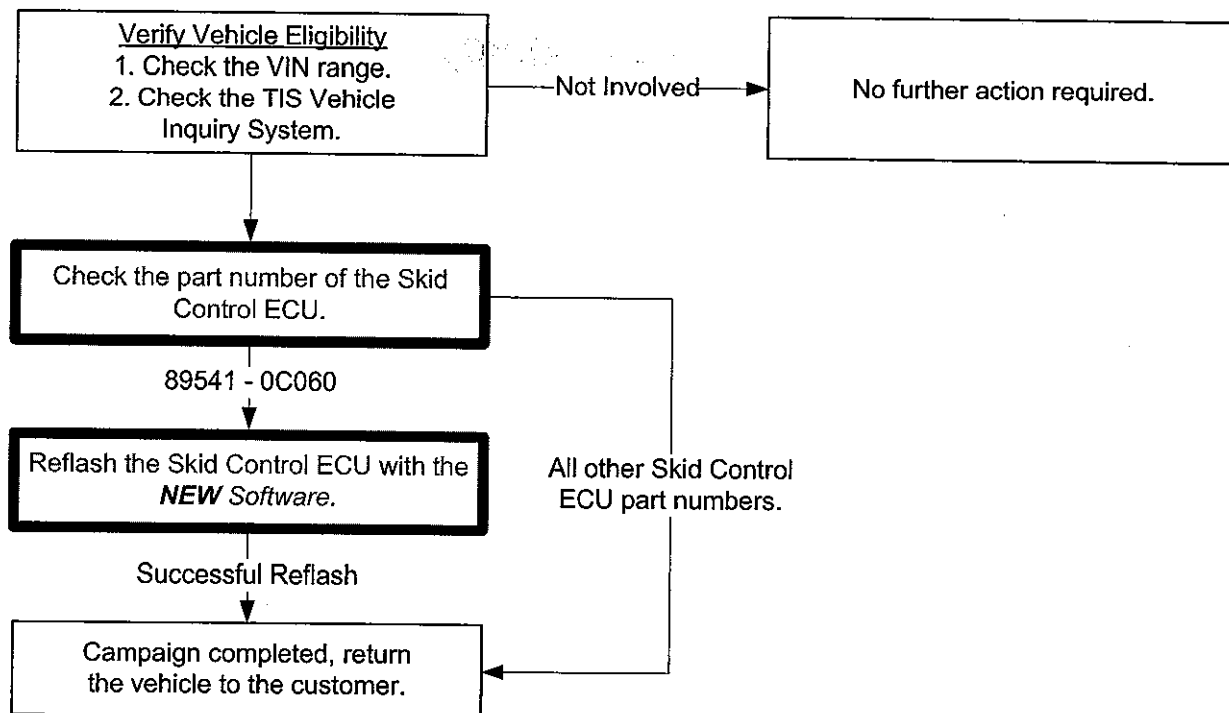 Verify Vehicle Eligibility
1. Check the VIN range.
2. Check the TIS Vehicle
Inquiry System.
Not Involved
No further action required.
Check the part number of the Skid
Control ECU.
89541 - 0C060
Reflash the Skid Control ECU with the
NEW Software.
All other Skid Control
ECU part numbers.
Successful Reflash
Campaign completed, return
the vehicle to the customer.